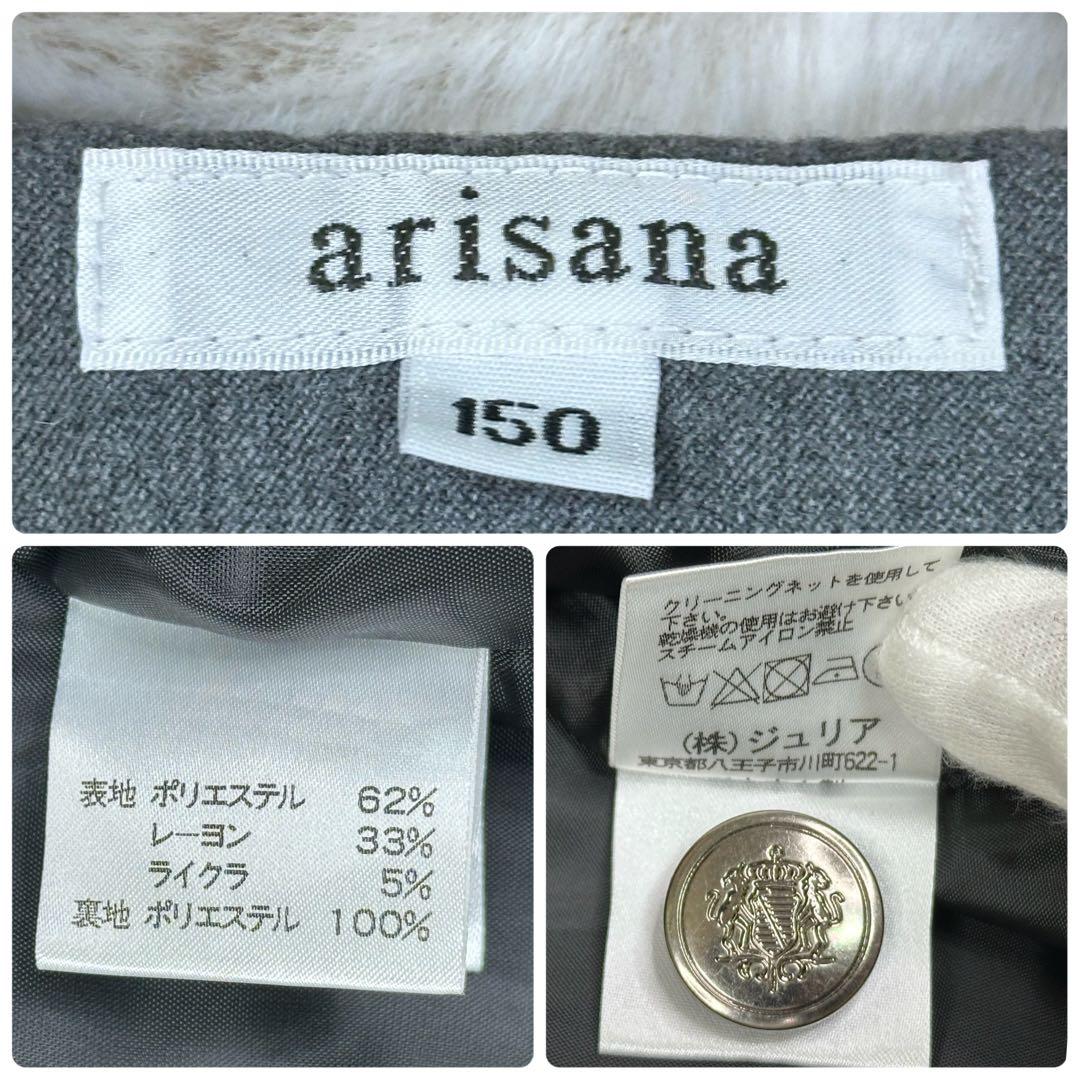 arisana
150
表地 ポリエステル 62%
レーヨン 33%
ライクラ 5%
裏地 ポリエステル 100%
クリーニングネットを使用して
下さい。
乾燥機の使用はお避け下さい
スチームアイロン禁止
(株)ジュリア
東京都八王子市川町622-1